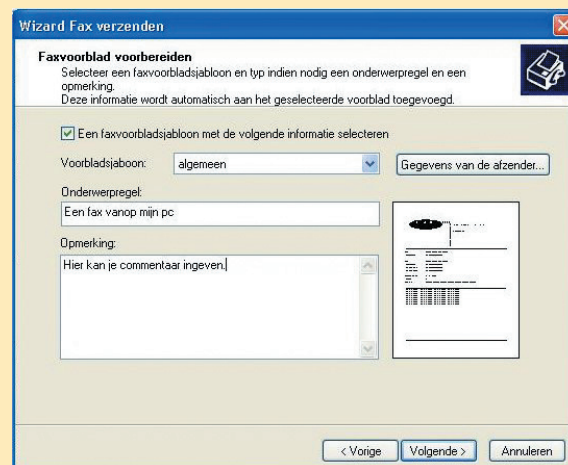 Wizard Fax verzenden
Faxvoorblad voorbereiden
Selecteer een faxvoorbladsjabloon en typ indien nodig een onderwerpregel en een
opmerking.
Deze informatie wordt automatisch aan het geselecteerde voorblad toegevoegd.
Een faxvoorbladsjabloon met de volgende informatie selecteren
Voorbladsjaboon: algemeen Gegevens van de afzender...
Onderwerpregel:
Een fax vanop mijn pc
Opmerking:
Hier kan je commentaar ingeven.
< Vorige Volgende > Annuleren